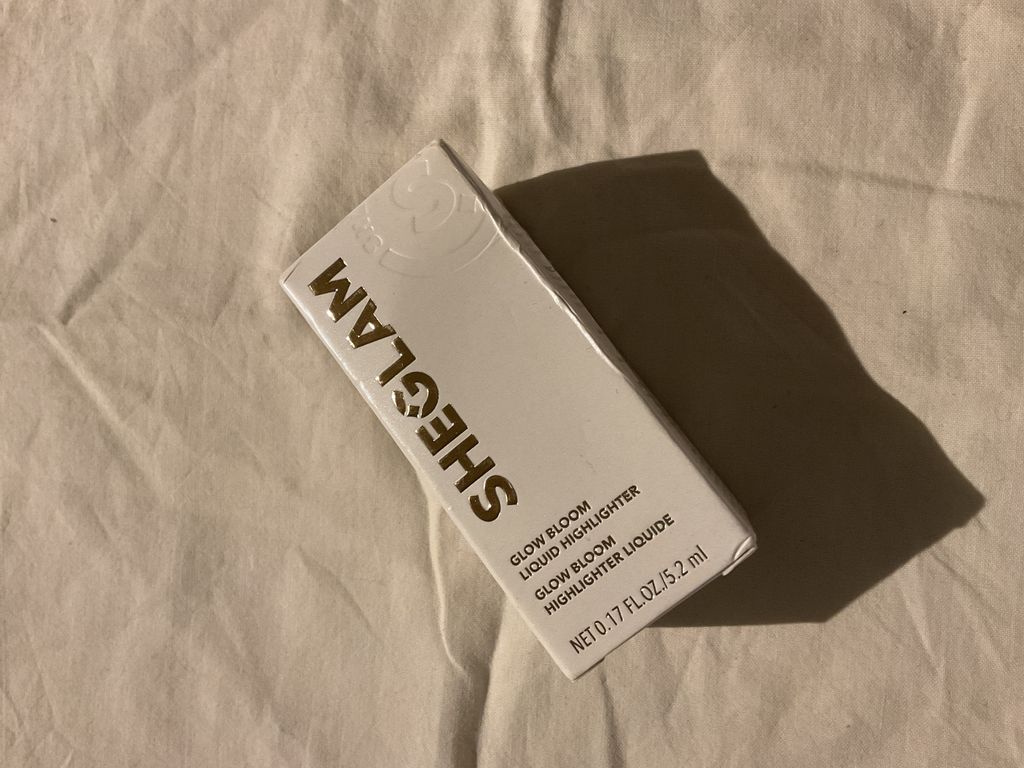 SHEGLAM
GLOW BLOOM
LIQUID HIGHLIGHTER
GLOW BLOOM
HIGHLIGHTER LIQUIDE
NET 0.17 FL.OZ./5.2 ml